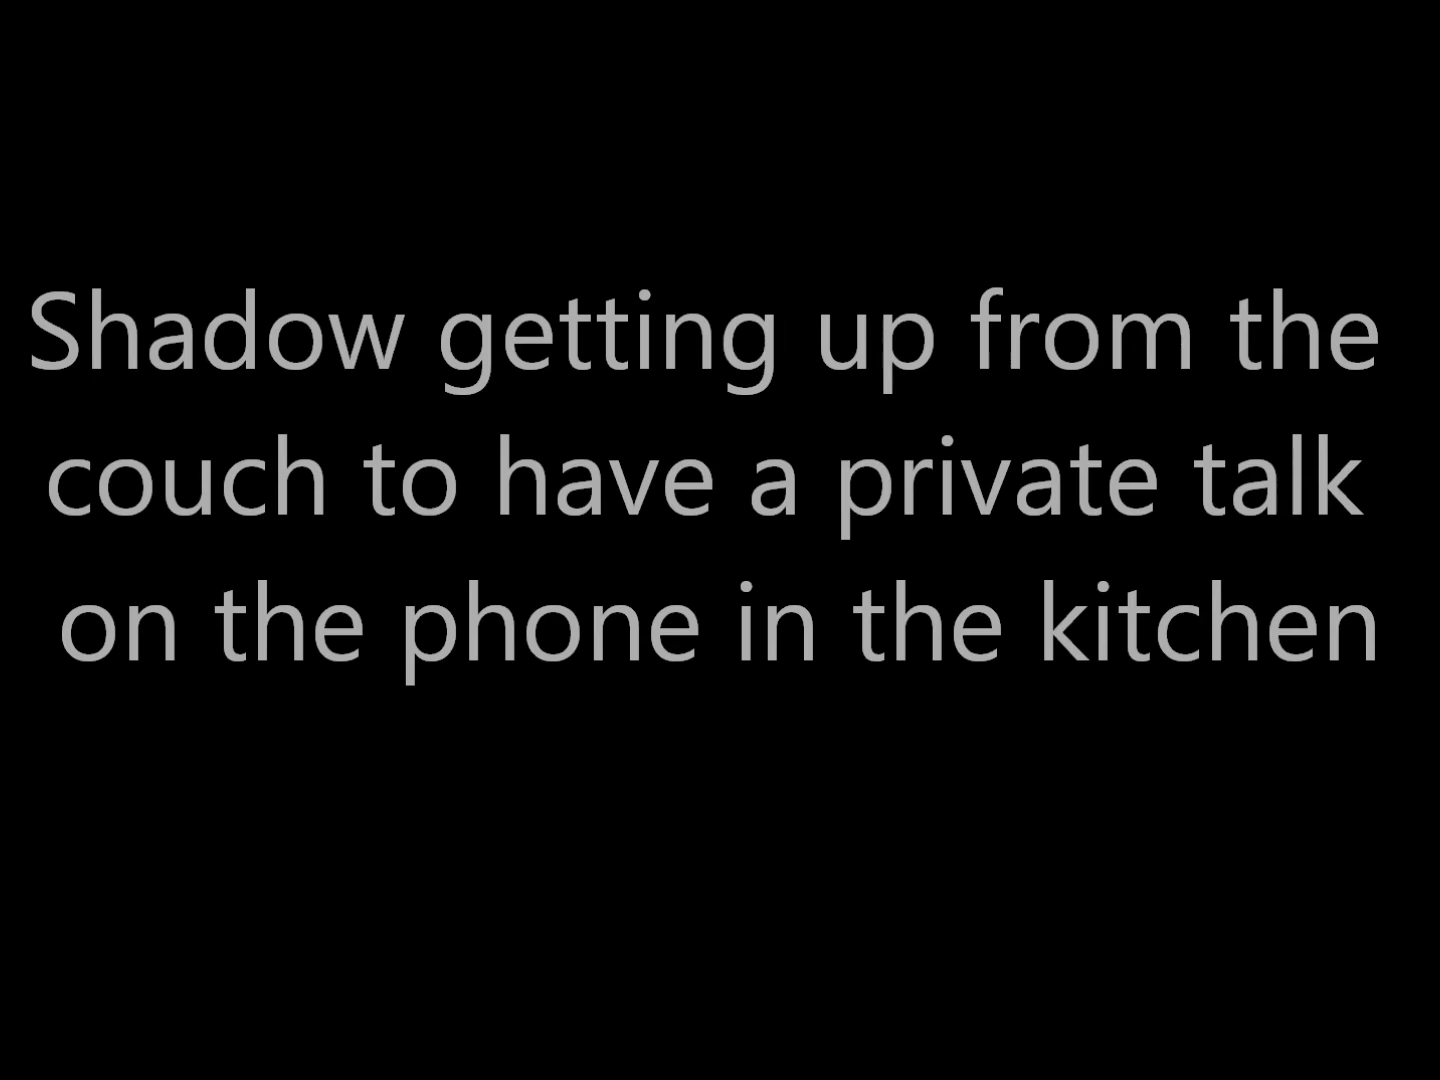 Shadow getting up from the
couch to have a private talk
on the phone in the kitchen